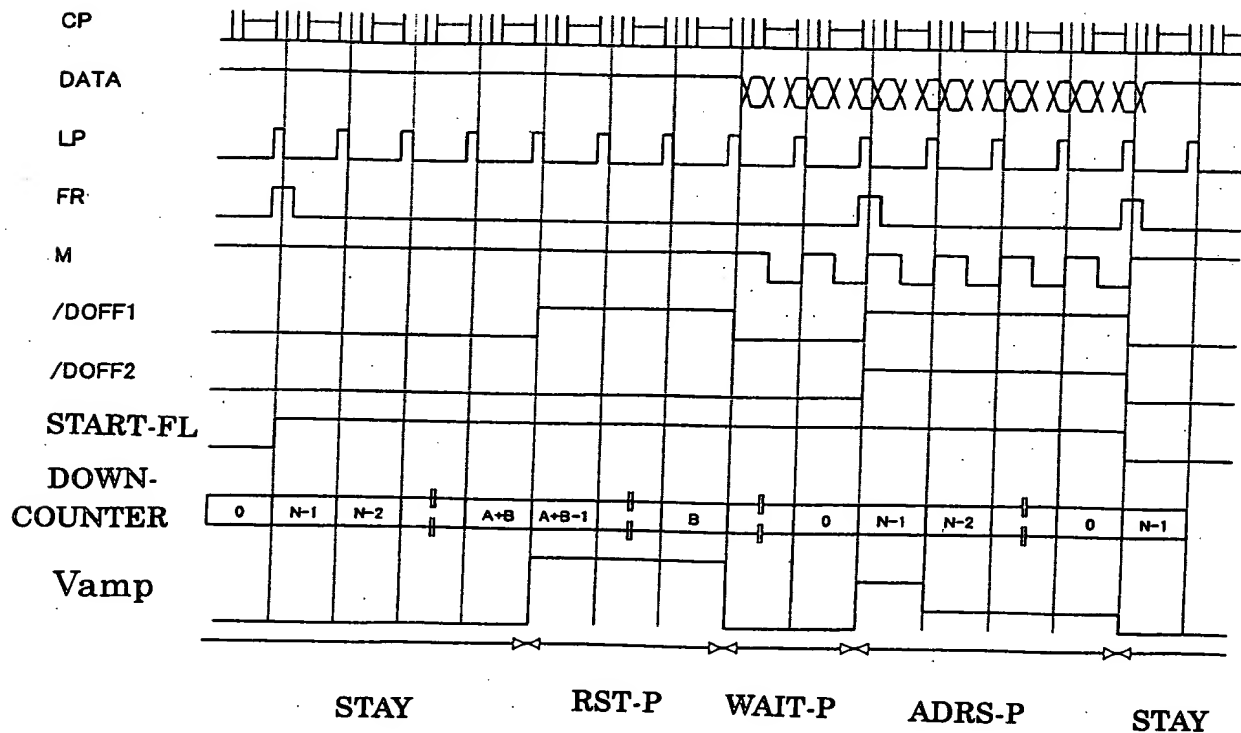 CP
DATA
LP
FR
M
/DOFF1
/DOFF2
START-FL
DOWN-
COUNTER
0 N-1 N-2 A+B A+B-1 B 0 N-1 N-2 0 N-1
Vamp
STAY RST-P WAIT-P ADRS-P STAY